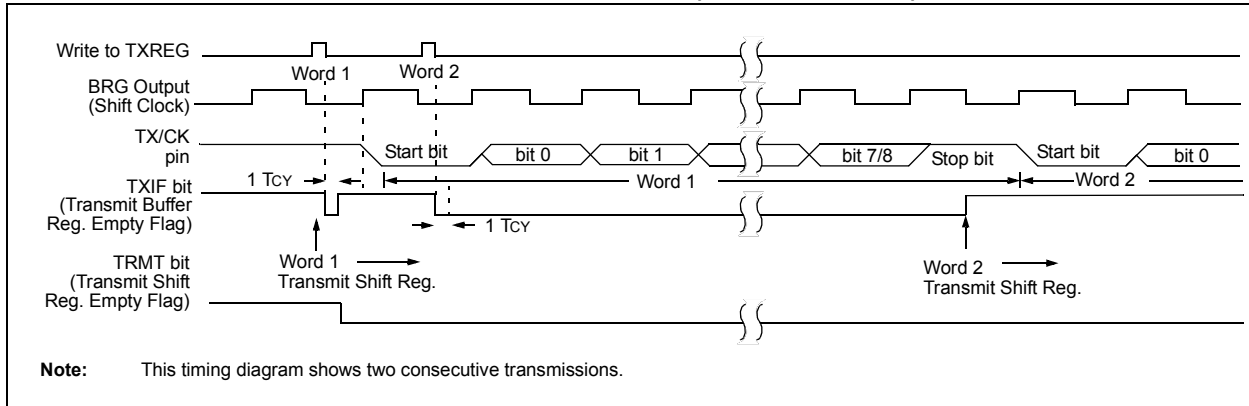 Write to TXREG
Word 1
Word 2
BRG Output
(Shift Clock)
TX/CK
pin
Start bit
bit 0
bit 1
bit 7/8
Stop bit
Start bit
bit 0
1 TCY
Word 1
Word 2
TXIF bit
(Transmit Buffer
Reg. Empty Flag)
1 TCY
Word 1
Transmit Shift Reg.
Word 2
Transmit Shift Reg.
TRMT bit
(Transmit Shift
Reg. Empty Flag)
Note: This timing diagram shows two consecutive transmissions.